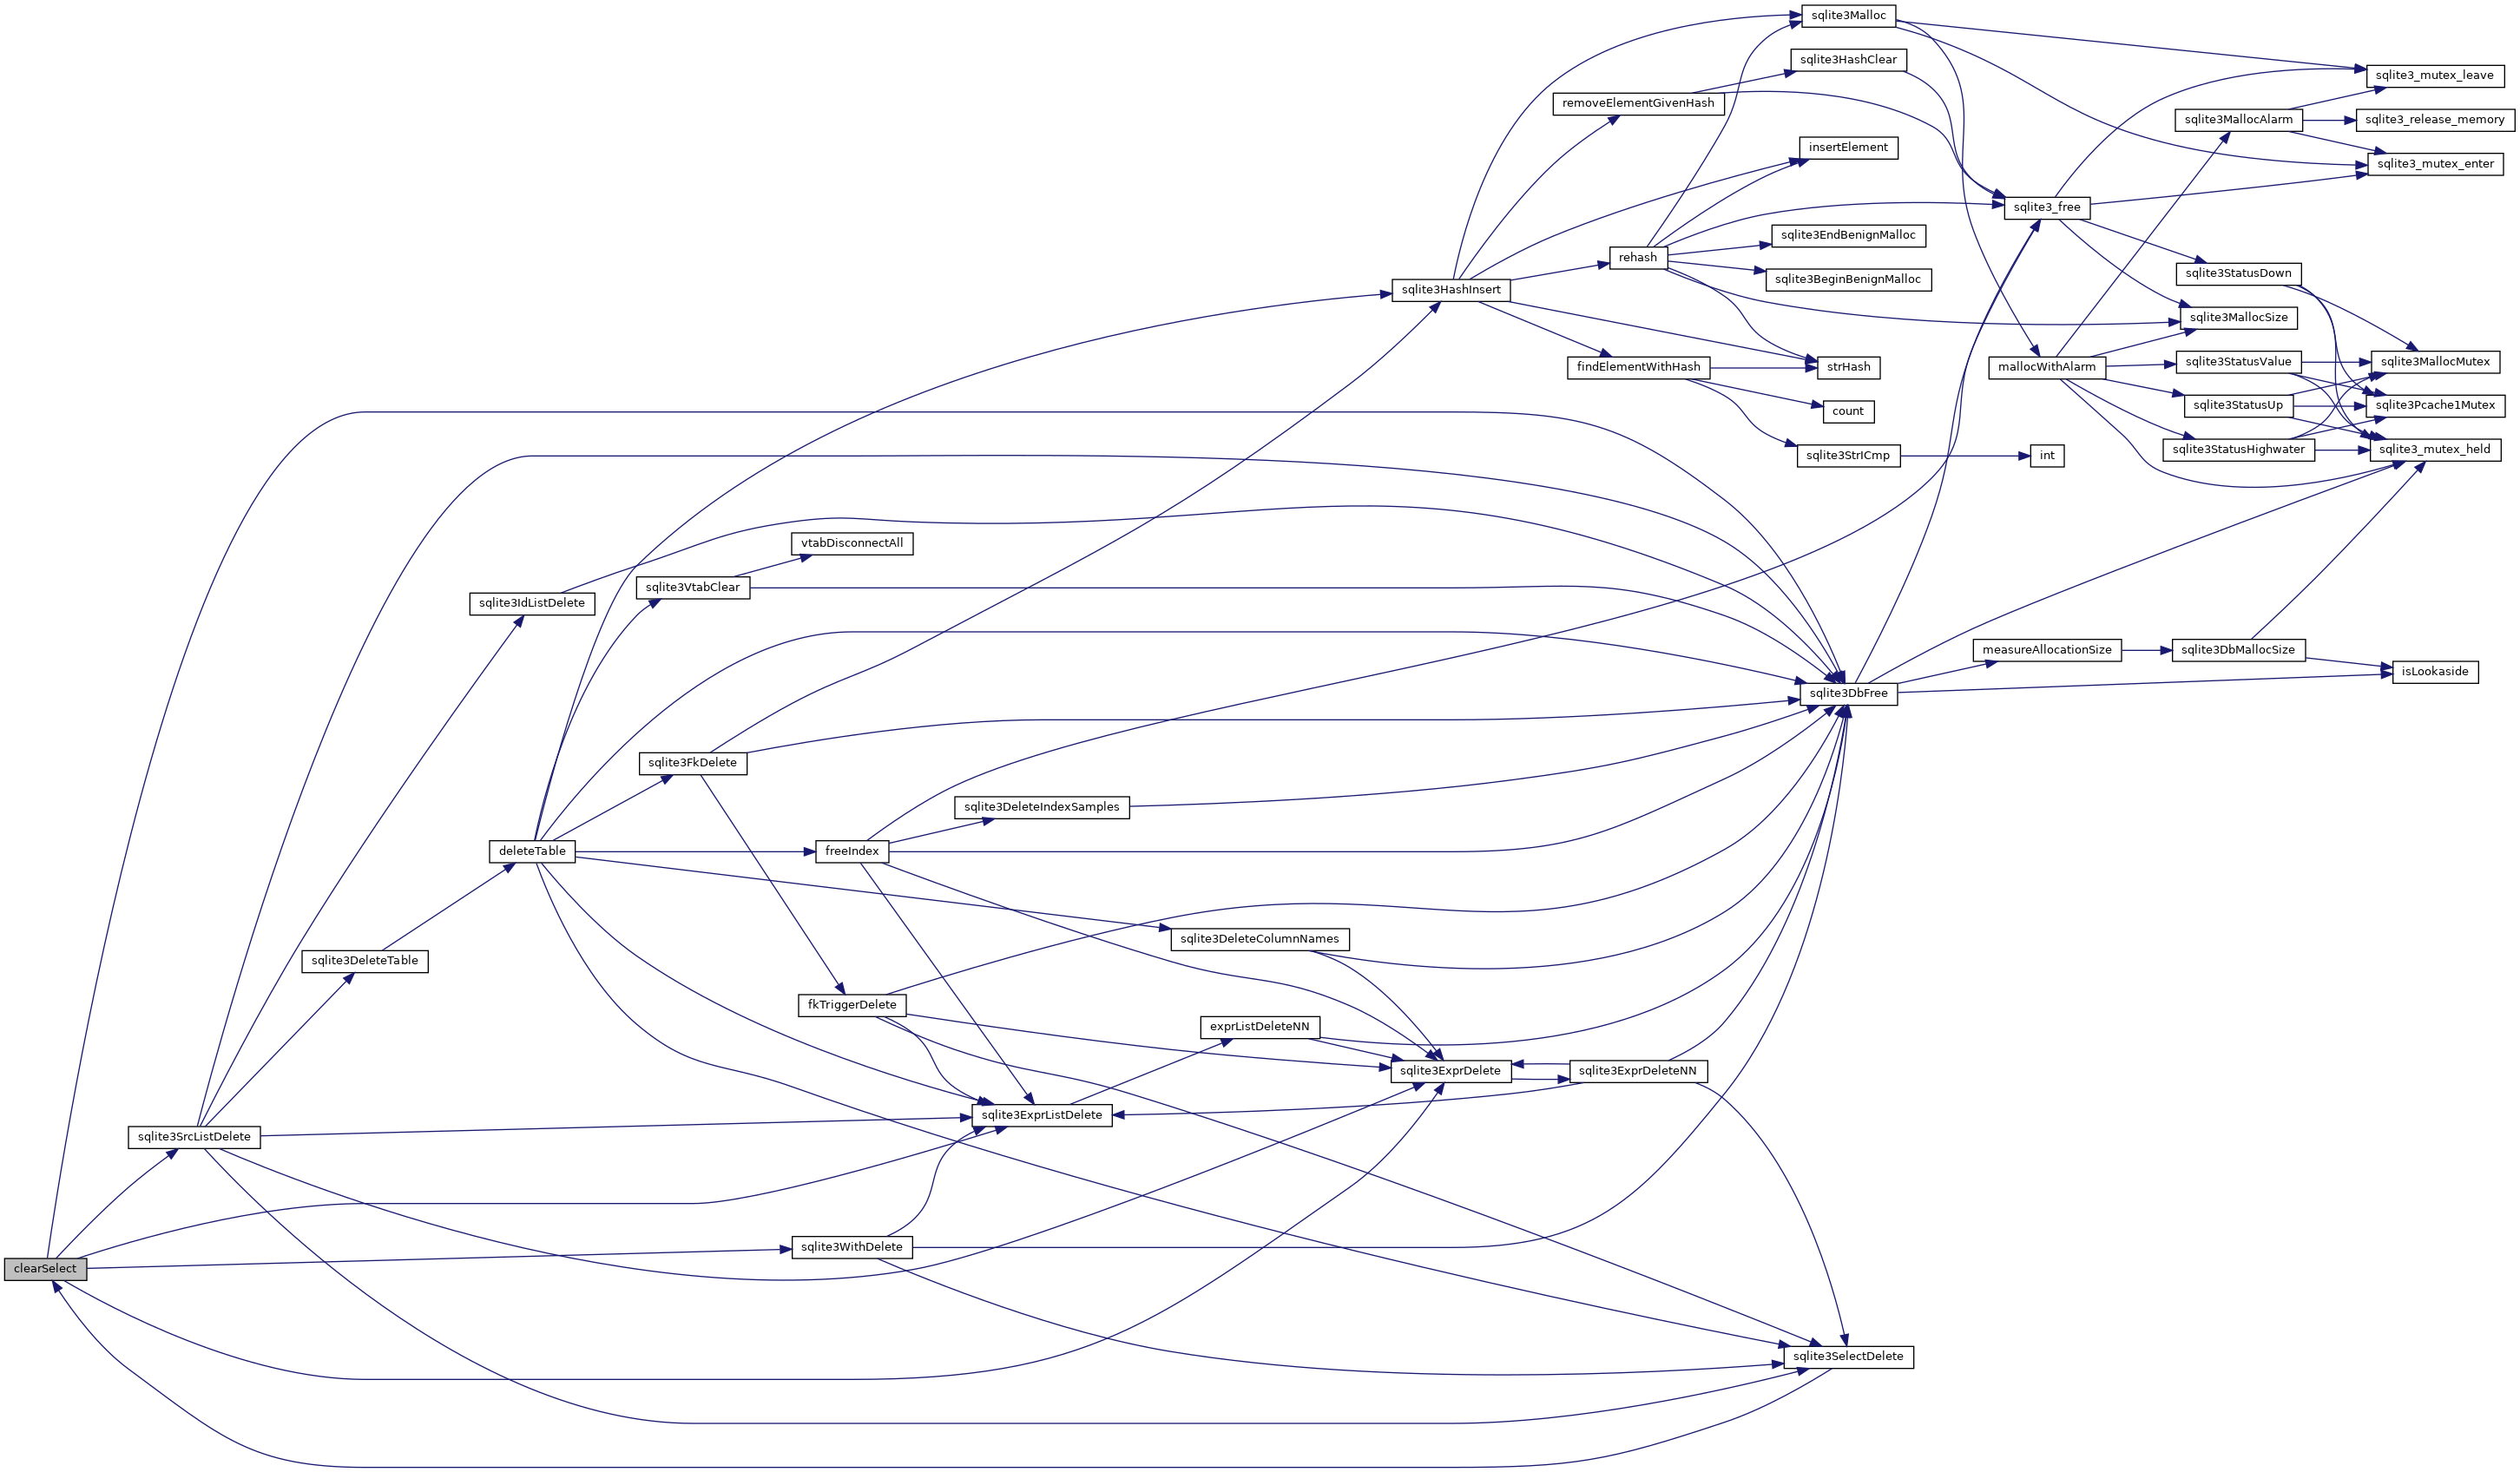 sqlite3Malloc
sqlite3HashClear
sqlite3_mutex_leave
removeElementGivenHash
sqlite3MallocAlarm
sqlite3_release_memory
insertElement
sqlite3_mutex_enter
sqlite3_free
sqlite3EndBenignMalloc
rehash
sqlite3BeginBenignMalloc
sqlite3StatusDown
sqlite3HashInsert
sqlite3MallocSize
findElementWithHash
strHash
mallocWithAlarm
sqlite3StatusValue
sqlite3MallocMutex
count
sqlite3StatusUp
sqlite3Pcache1Mutex
sqlite3StrICmp
int
sqlite3StatusHighwater
sqlite3_mutex_held
vtabDisconnectAll
sqlite3VtabClear
sqlite3IdListDelete
measureAllocationSize
sqlite3DbMallocSize
isLookaside
sqlite3DbFree
sqlite3FkDelete
sqlite3DeleteIndexSamples
deleteTable
freeIndex
sqlite3DeleteColumnNames
sqlite3DeleteTable
fkTriggerDelete
exprListDeleteNN
sqlite3ExprDelete
sqlite3ExprDeleteNN
sqlite3ExprListDelete
sqlite3SrcListDelete
sqlite3WithDelete
clearSelect
sqlite3SelectDelete